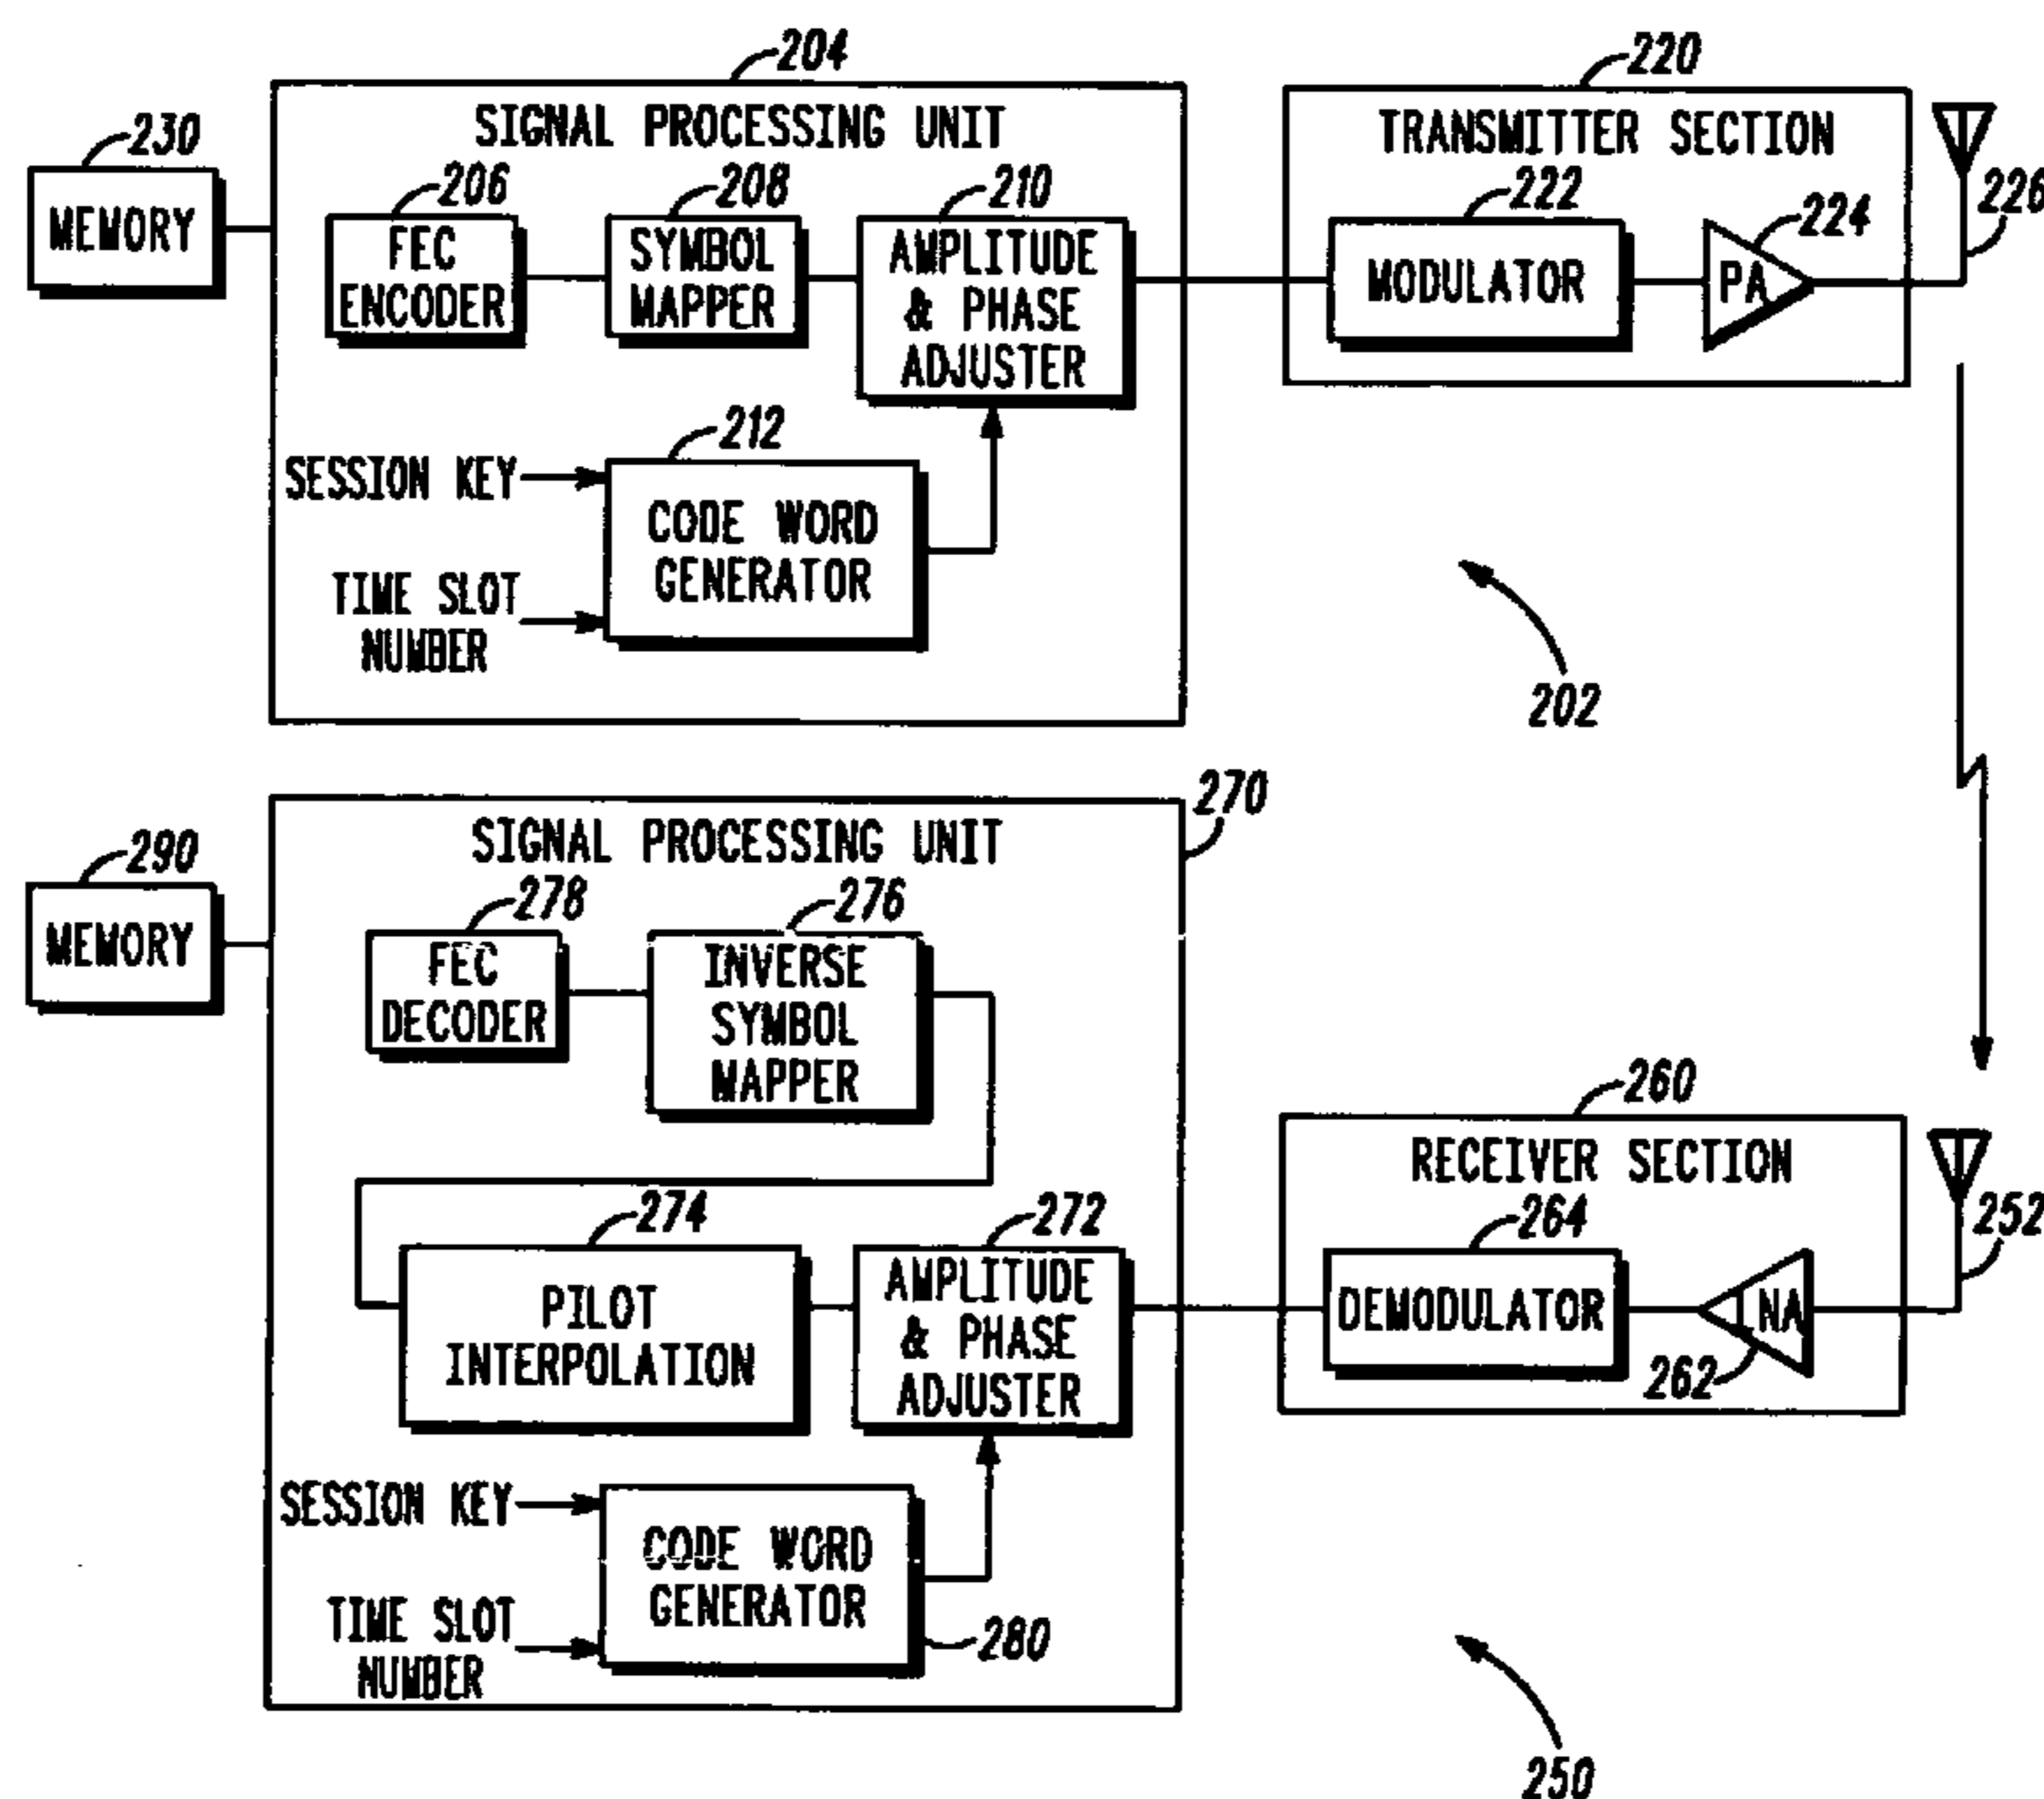 204
SIGNAL PROCESSING UNIT
230
MEMORY
206
FEC
ENCODER
208
SYMBOL
MAPPER
210
AMPLITUDE
& PHASE
ADJUSTER
212
SESSION KEY
CODE WORD
GENERATOR
TIME SLOT
NUMBER
220
TRANSMITTER SECTION
222
MODULATOR
224
PA
226
202
270
SIGNAL PROCESSING UNIT
290
MEMORY
278
FEC
DECODER
276
INVERSE
SYMBOL
MAPPER
274
PILOT
INTERPOLATION
272
AMPLITUDE
& PHASE
ADJUSTER
SESSION KEY
CODE WORD
GENERATOR
TIME SLOT
NUMBER
280
260
RECEIVER SECTION
264
DEMODULATOR
LNA
262
252
250